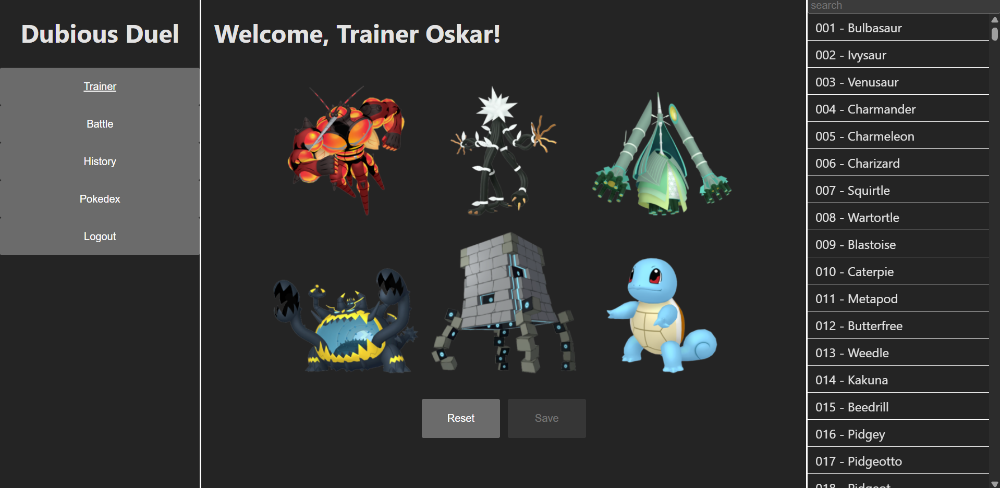 Dubious Duel
Trainer
Battle
History
Pokedex
Logout
Welcome, Trainer Oskar!
Reset
Save
search
001 - Bulbasaur
002 - Ivysaur
003 - Venusaur
004 - Charmander
005 - Charmeleon
006 - Charizard
007 - Squirtle
008 - Wartortle
009 - Blastoise
010 - Caterpie
011 - Metapod
012 - Butterfree
013 - Weedle
014 - Kakuna
015 - Beedrill
016 - Pidgey
017 - Pidgeotto
018 - Pidgeot